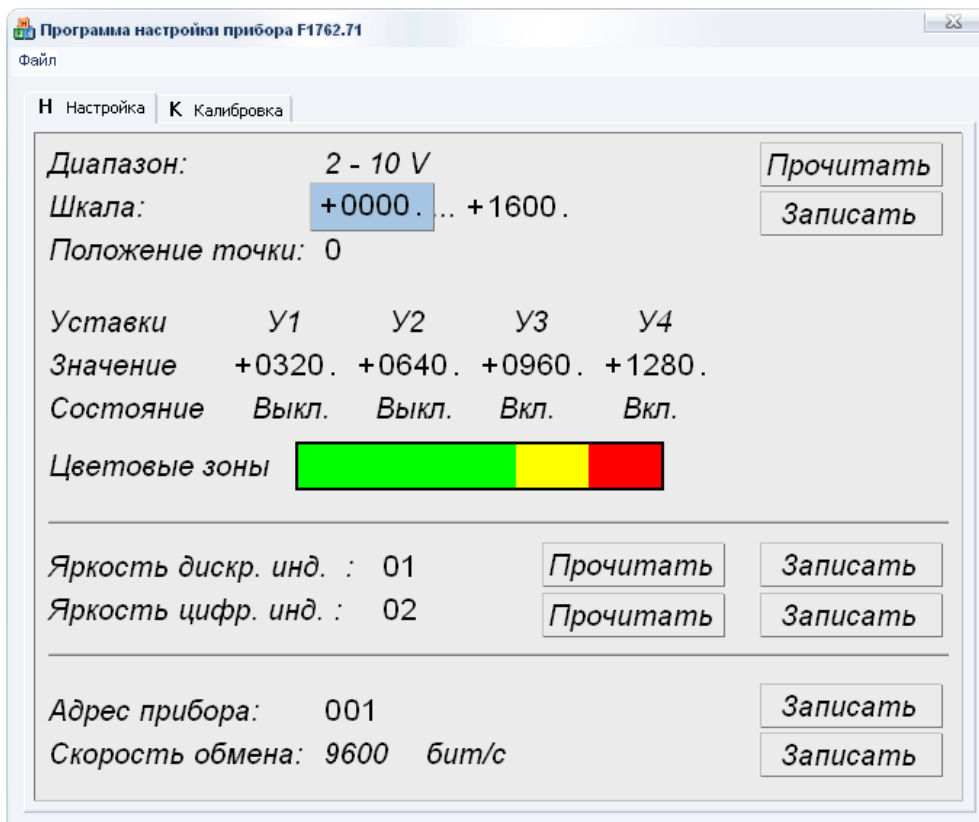 Программа настройки прибора F1762.71
Файл
Н Настройка К Калибровка
Диапазон: 2 - 10 V Прочитать
Шкала: +0000. ... +1600. Записать
Положение точки: 0
Уставки У1 У2 У3 У4
Значение +0320. +0640. +0960. +1280.
Состояние Выкл. Выкл. Вкл. Вкл.
Цветовые зоны
Яркость дискр. инд. : 01 Прочитать Записать
Яркость цифр. инд. : 02 Прочитать Записать
Адрес прибора: 001 Записать
Скорость обмена: 9600 бит/с Записать